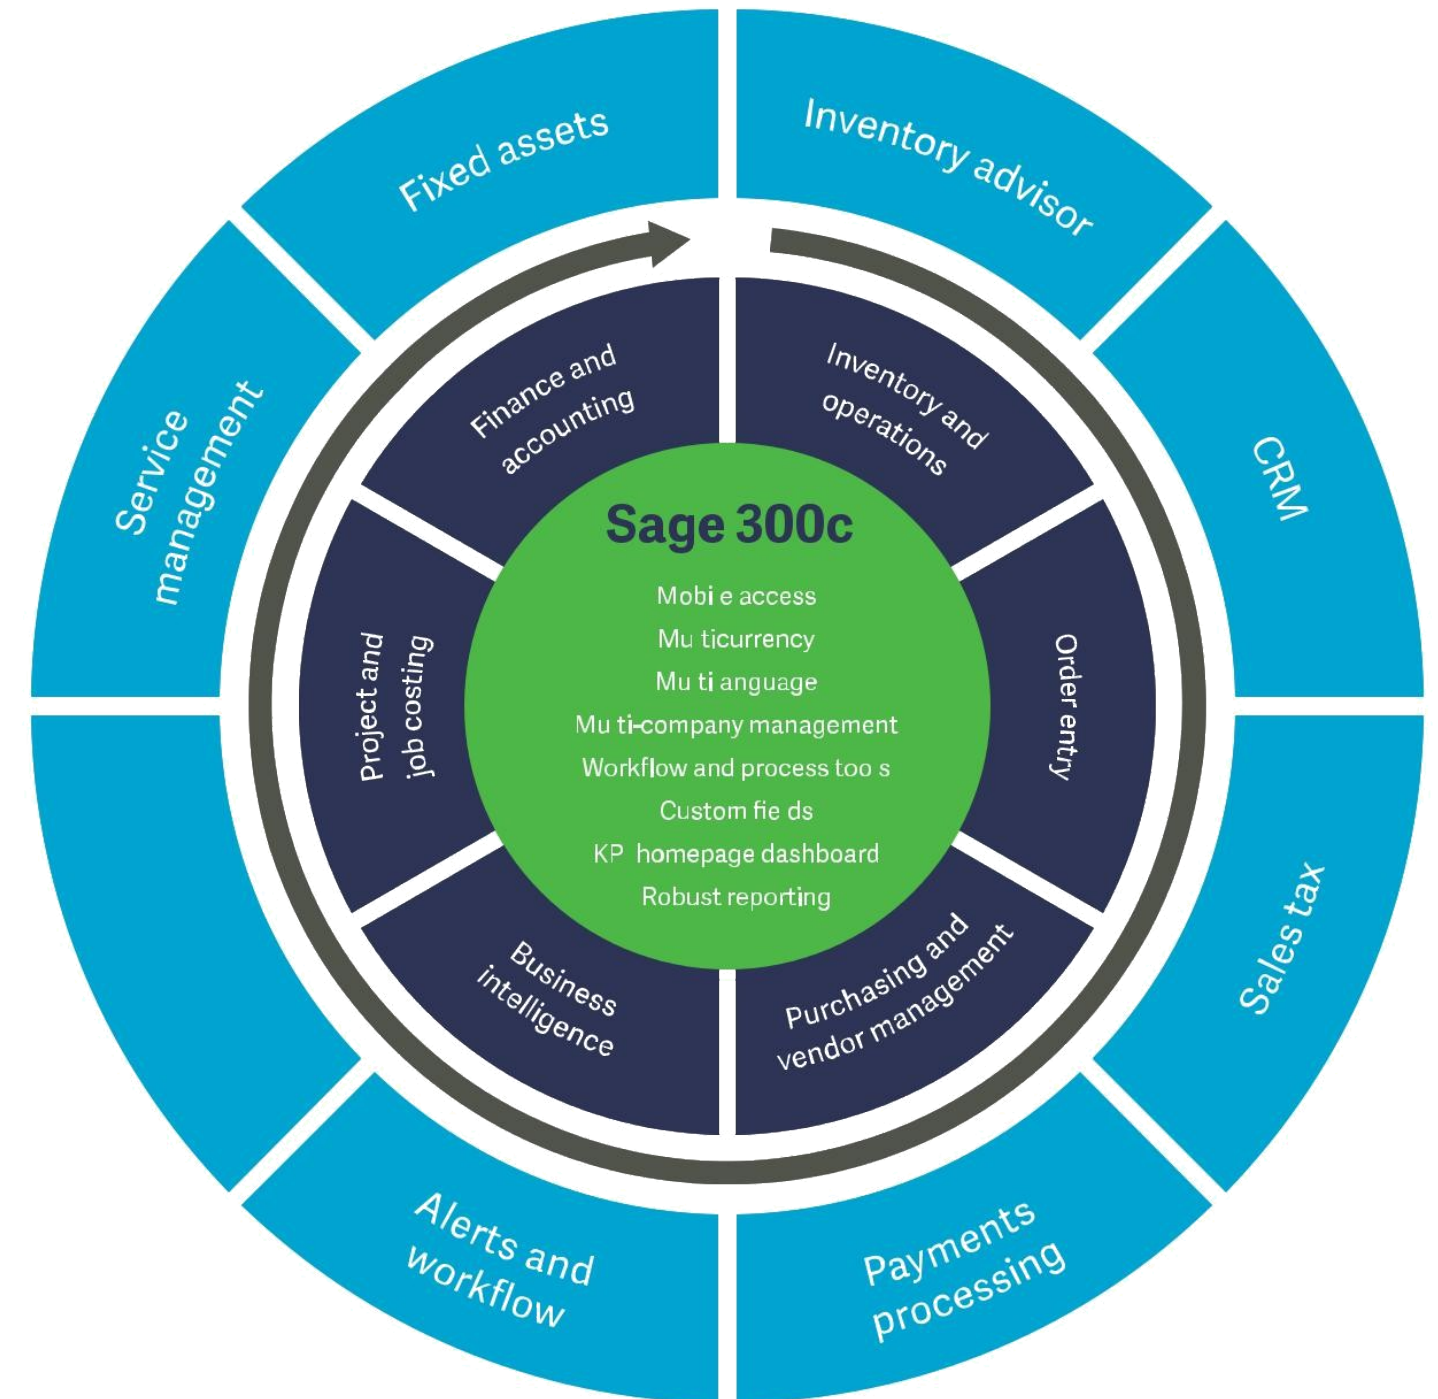 Fixed assets
Inventory advisor
Service
management
CRM
Finance and
accounting
Inventory and
operations
Sage 300c
Mobi e access
Mu ticurrency
Mu ti anguage
Mu ti-company management
Workflow and process too s
Custom fie ds
KP homepage dashboard
Robust reporting
Project and
job costing
Order entry
Business
intelligence
Purchasing and
vendor management
Sales tax
Alerts and
workflow
Payments
processing